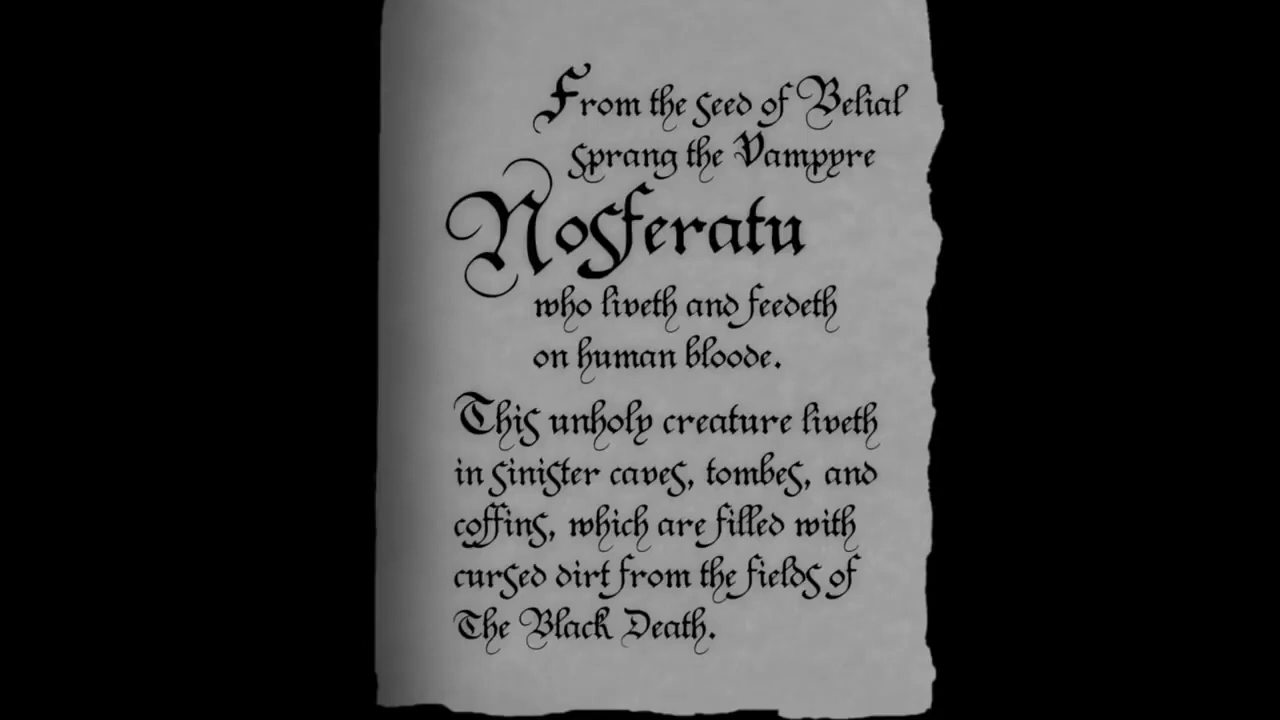 From the seed of Belial
sprang the Vampyre
Nosferatu
who liveth and feedeth
on human bloode.
This unholy creature liveth
in sinister caves, tombes, and
coffins, which are filled with
cursed dirt from the fields of
The Black Death.